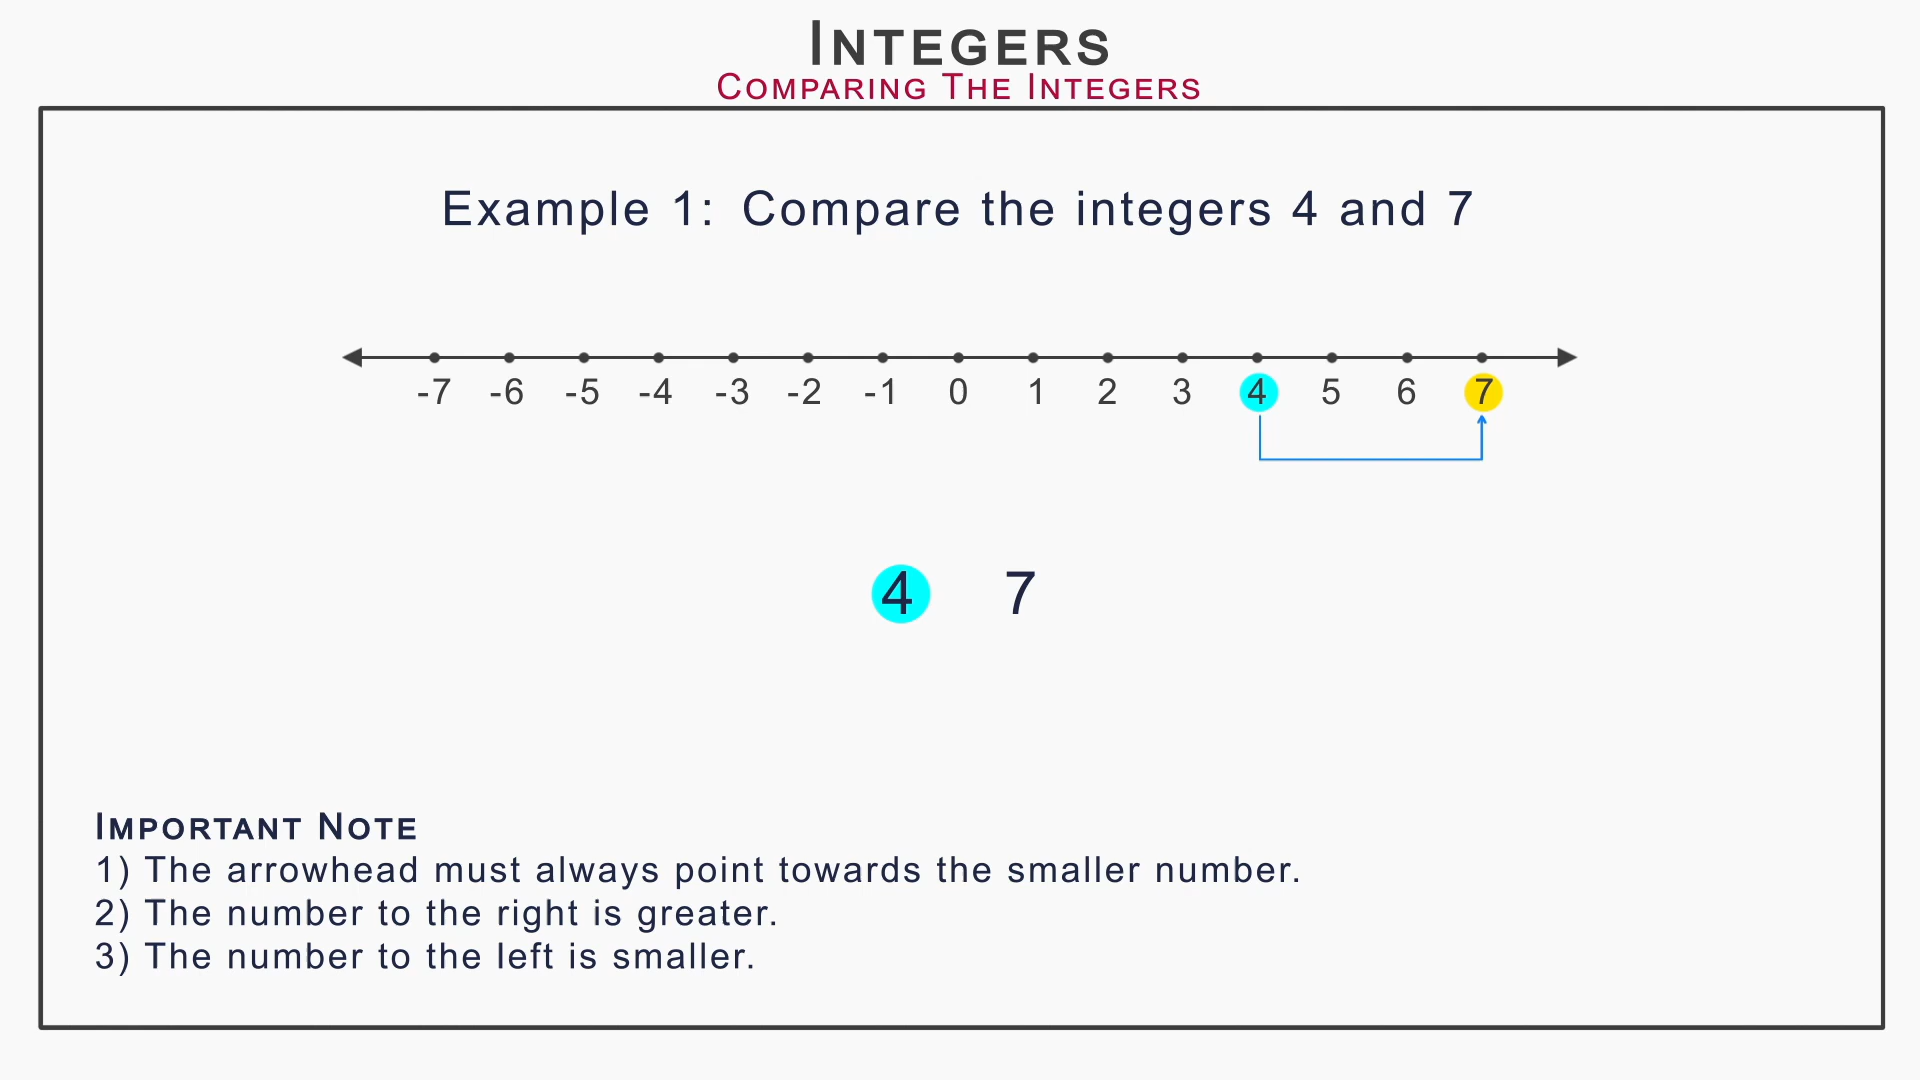 Integers
Comparing The Integers
Example 1: Compare the integers 4 and 7
-7 -6 -5 -4 -3 -2 -1 0 1 2 3 4 5 6 7
4 7
Important Note
1) The arrowhead must always point towards the smaller number.
2) The number to the right is greater.
3) The number to the left is smaller.